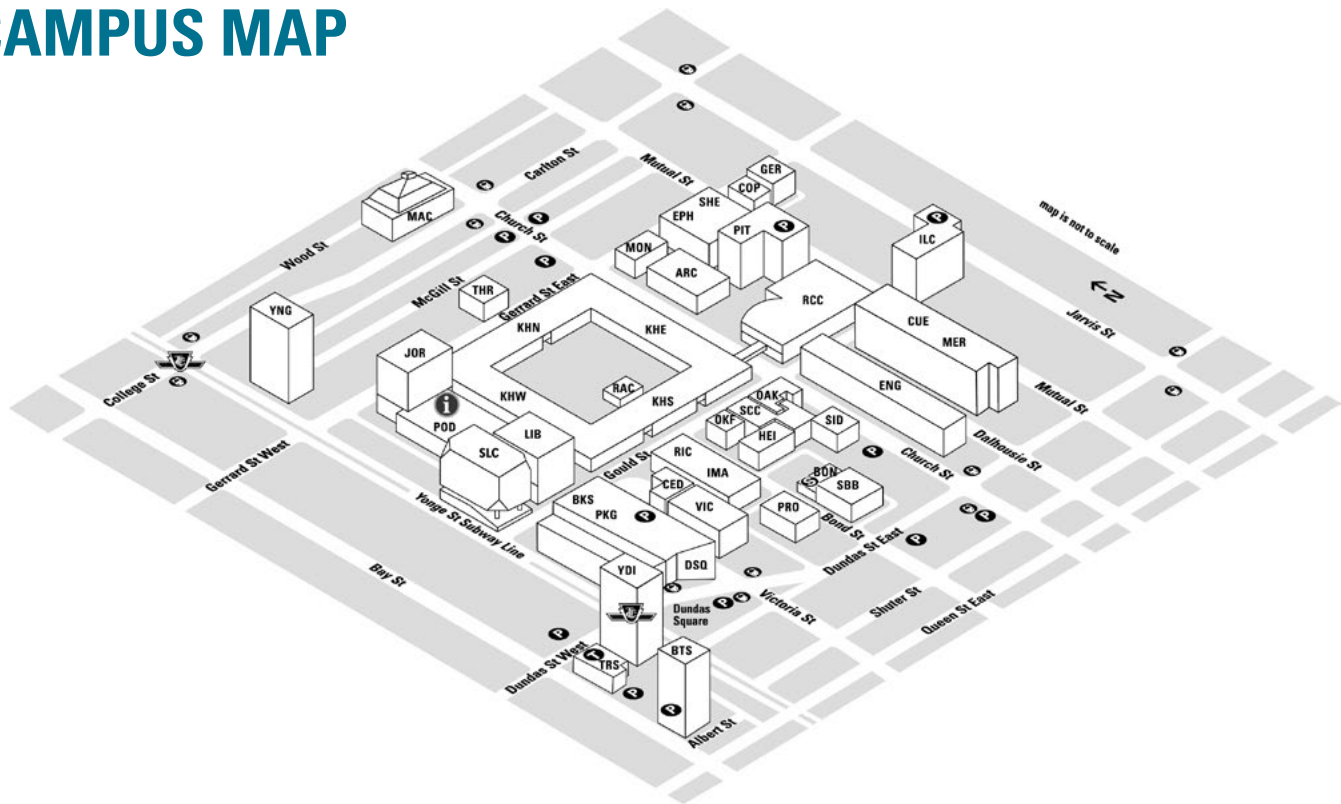 CAMPUS MAP
GER
COP
Mutual St
Carlton St
SHE
EPH
PIT
P
P
ILC
map is not to scale
MAC
P
Church St
P
MON
Wood St
ARC
P
N
McGill St
THR
Gerrard St East
RCC
Jarvis St
YNG
KHN
KHE
CUE
MER
JOR
College St
RAC
ENG
Mutual St
KHW
KHS
OAK
i
SCC
POD
LIB
OKF
SID
HEI
Dalhousie St
SLC
RIC
P
Church St
Gould St
IMA
BON
S
SBB
Gerrard St West
CED
BKS
PKG
VIC
PRO
Bond St
P
P
Yonge St Subway Line
P
Dundas St East
DSQ
YDI
Bay St
Dundas
Square
P
Victoria St
Shuter St
Queen St East
P
BTS
Dundas St West
T
TRS
P
P
Albert St